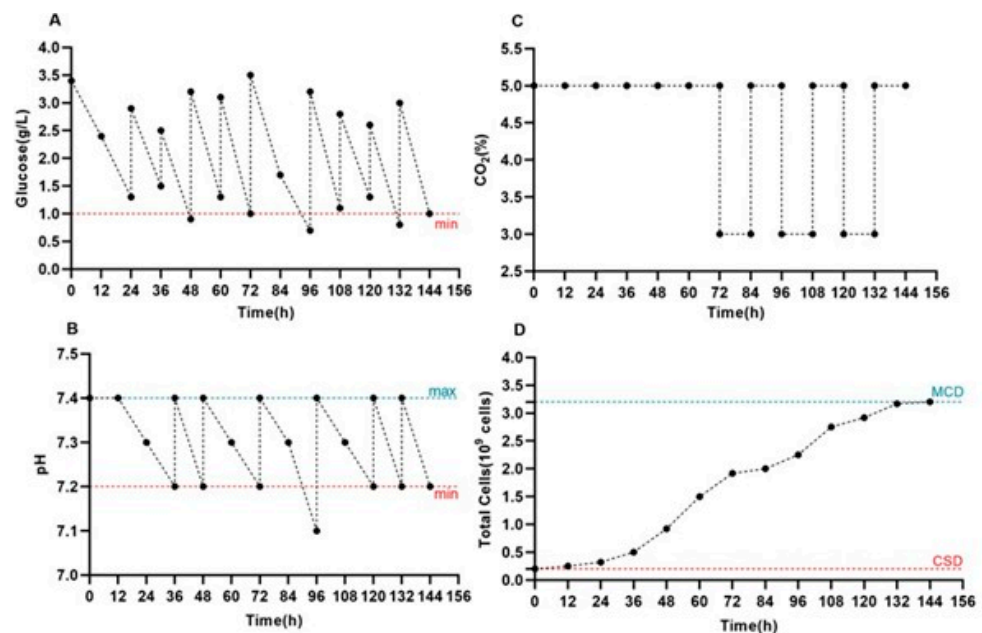 A
Glucose(g/L)
4.0
3.5
3.0
2.5
2.0
1.5
1.0
0.5
0.0
min
0 12 24 36 48 60 72 84 96 108 120 132 144 156
Time(h)
C
CO2(%)
5.5
5.0
4.5
4.0
3.5
3.0
2.5
0 12 24 36 48 60 72 84 96 108 120 132 144 156
Time(h)
B
pH
7.5
7.4
7.3
7.2
7.1
7.0
max
min
0 12 24 36 48 60 72 84 96 108 120 132 144 156
Time(h)
D
Total Cells(10⁹ cells)
4.0
3.5
3.0
2.5
2.0
1.5
1.0
0.5
0.0
MCD
CSD
0 12 24 36 48 60 72 84 96 108 120 132 144 156
Time(h)